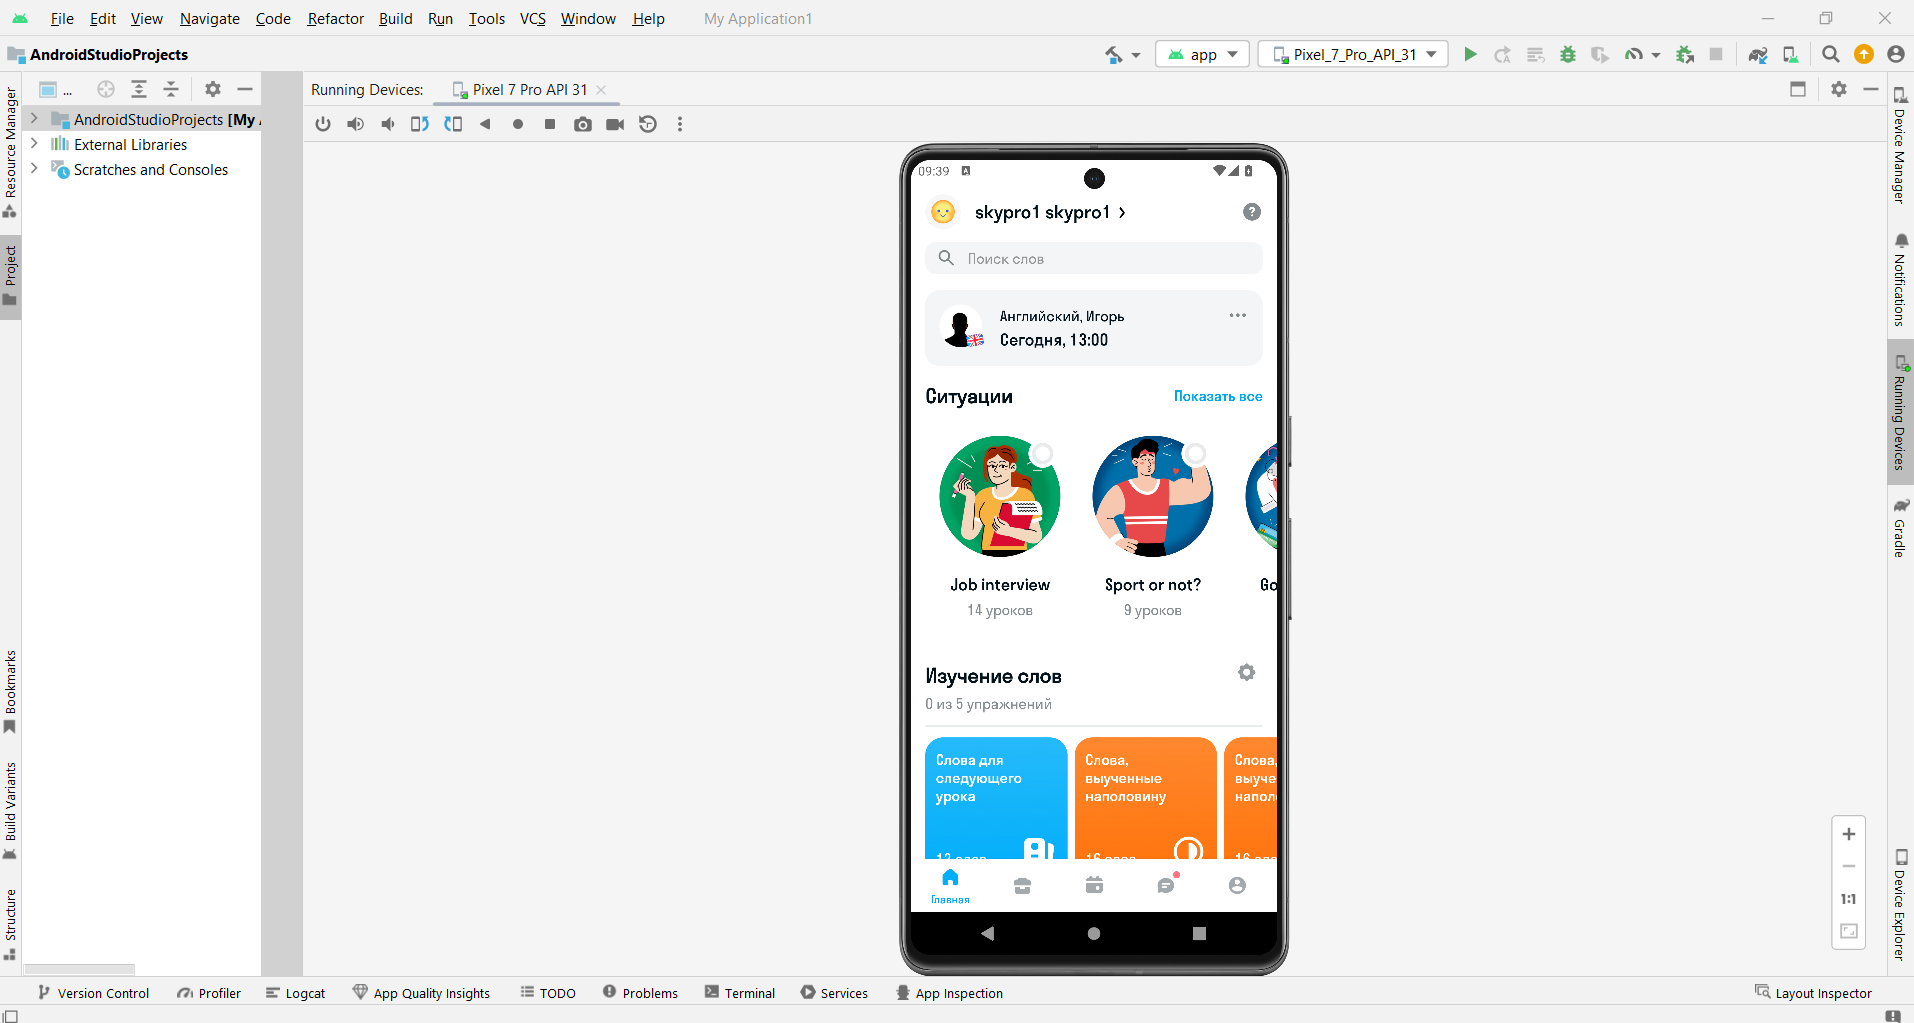 File Edit View Navigate Code Refactor Build Run Tools VCS Window Help My Application1
AndroidStudioProjects
app
Pixel_7_Pro_API_31
...
Running Devices:
Pixel 7 Pro API 31
AndroidStudioProjects [My
External Libraries
Scratches and Consoles
Resource Manager
Project
Bookmarks
Build Variants
Structure
09:39
A
skypro1 skypro1
?
Поиск слов
Английский, Игорь
Сегодня, 13:00
Ситуации
Показать все
Job interview
14 уроков
Sport or not?
9 уроков
Go
Изучение слов
0 из 5 упражнений
Слова для
следующего
урока
Слова,
выученные
наполовину
Слова,
выуче
напол
Главная
1:1
Device Manager
Notifications
Running Devices
Gradle
Device Explorer
Version Control
Profiler
Logcat
App Quality Insights
TODO
Problems
Terminal
Services
App Inspection
Layout Inspector